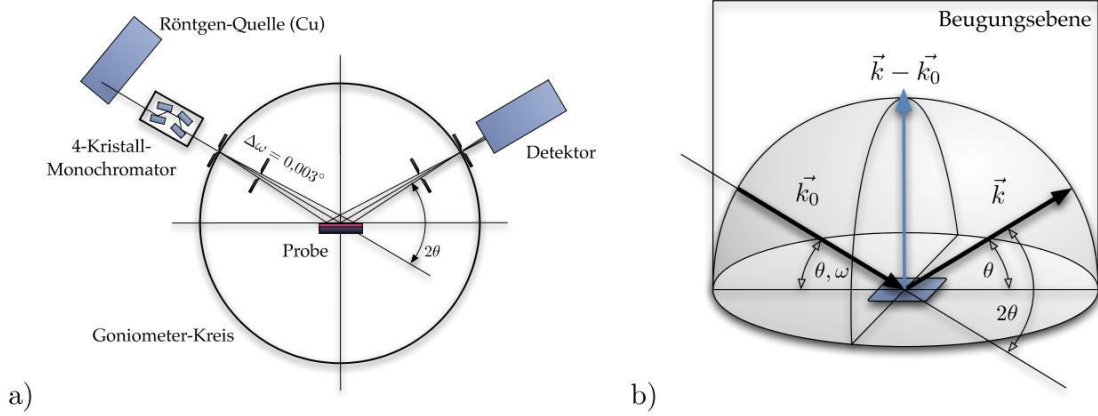 Röntgen-Quelle (Cu)
4-Kristall-
Monochromator
Δω = 0,003°
Detektor
Probe
2θ
Goniometer-Kreis
a)
Beugungsebene
k⃗ − k⃗₀
k⃗₀
k⃗
θ, ω
θ
2θ
b)